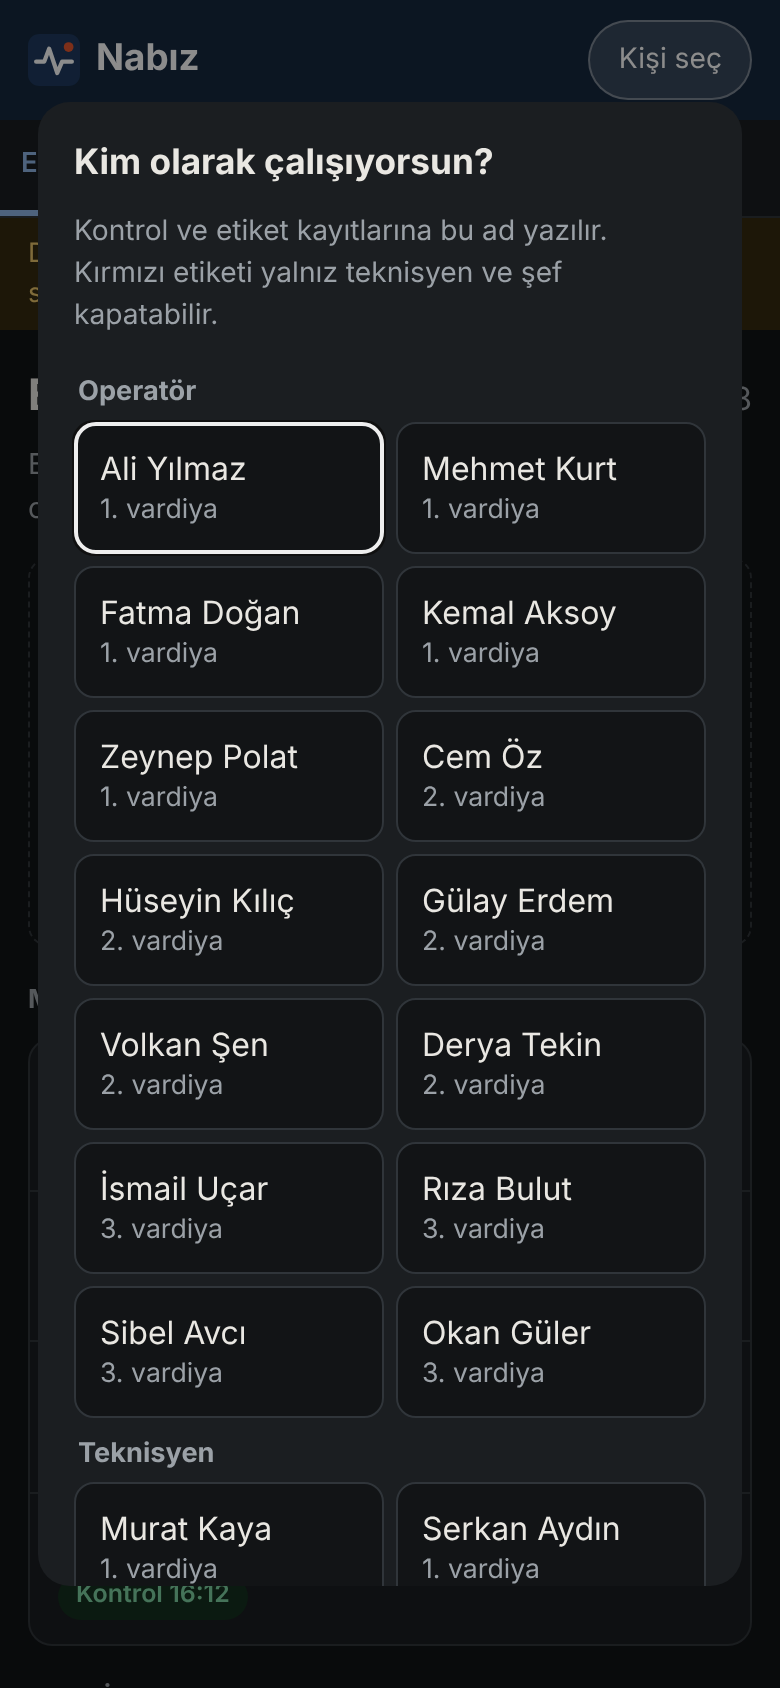 Nabız
Kişi seç
Kim olarak çalışıyorsun?
Kontrol ve etiket kayıtlarına bu ad yazılır.
Kırmızı etiketi yalnız teknisyen ve şef
kapatabilir.
Operatör
Ali Yılmaz
1. vardiya
Mehmet Kurt
1. vardiya
Fatma Doğan
1. vardiya
Kemal Aksoy
1. vardiya
Zeynep Polat
1. vardiya
Cem Öz
2. vardiya
Hüseyin Kılıç
2. vardiya
Gülay Erdem
2. vardiya
Volkan Şen
2. vardiya
Derya Tekin
2. vardiya
İsmail Uçar
3. vardiya
Rıza Bulut
3. vardiya
Sibel Avcı
3. vardiya
Okan Güler
3. vardiya
Teknisyen
Murat Kaya
1. vardiya
Serkan Aydın
1. vardiya
Kontrol 16:12